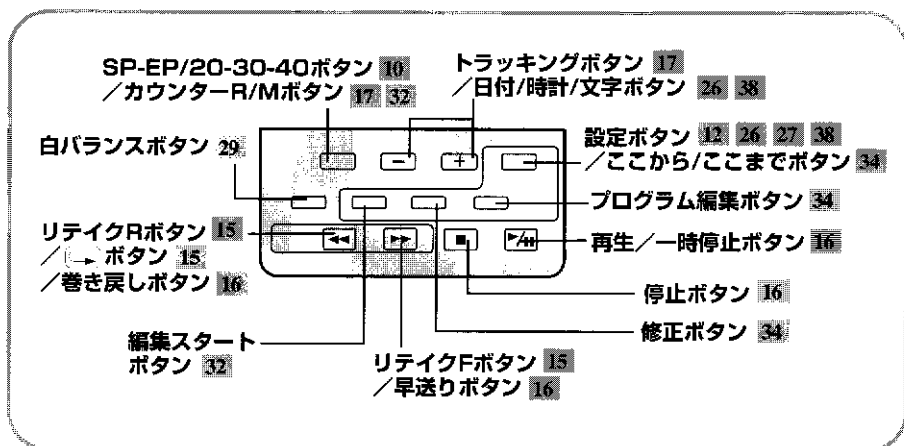 SP-EP/20-30-40ボタン 10
／カウンターR/Mボタン 17 32
トラッキングボタン 17
／日付/時計/文字ボタン 26 38
白バランスボタン 29
設定ボタン 12 26 27 38
／ここから/ここまでボタン 34
プログラム編集ボタン 34
リテイクRボタン 15
／ ボタン 15
／巻き戻しボタン 16
再生／一時停止ボタン 16
停止ボタン 16
修正ボタン 34
編集スタート
ボタン 32
リテイクFボタン 15
／早送りボタン 16